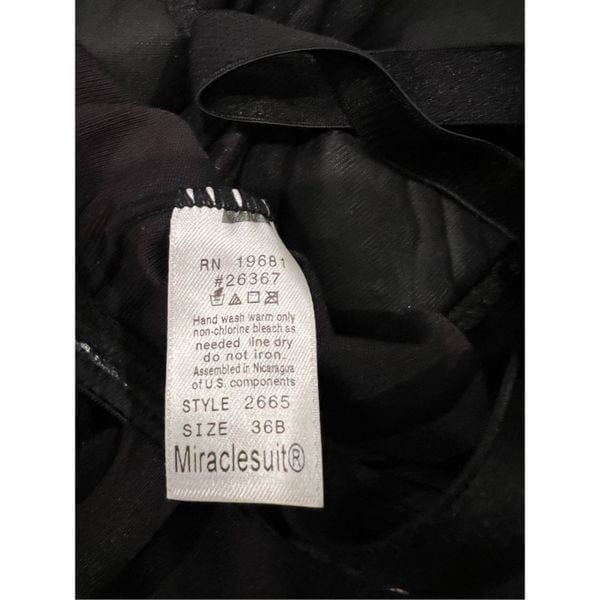 RN 19681
#26367
Hand wash warm only
non-chlorine bleach as
needed line dry
do not iron.
Assembled in Nicaragua
of U.S. components
STYLE 2665
SIZE 36B
Miraclesuit®